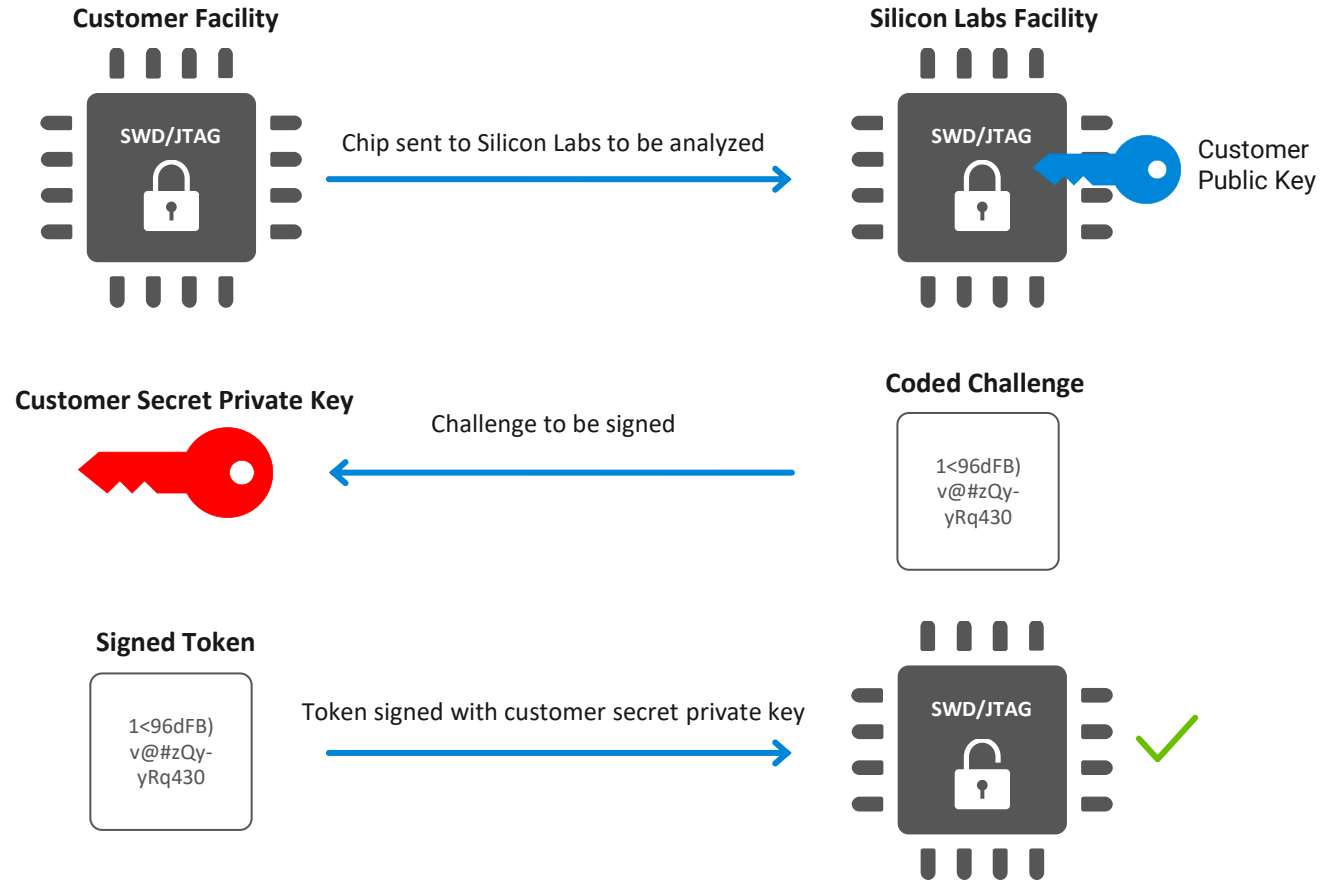 Customer Facility
Silicon Labs Facility
SWD/JTAG
Chip sent to Silicon Labs to be analyzed
SWD/JTAG
Customer
Public Key
Customer Secret Private Key
Challenge to be signed
Coded Challenge
1<96dFB)
v@#zQy-
yRq430
Signed Token
1<96dFB)
v@#zQy-
yRq430
Token signed with customer secret private key
SWD/JTAG